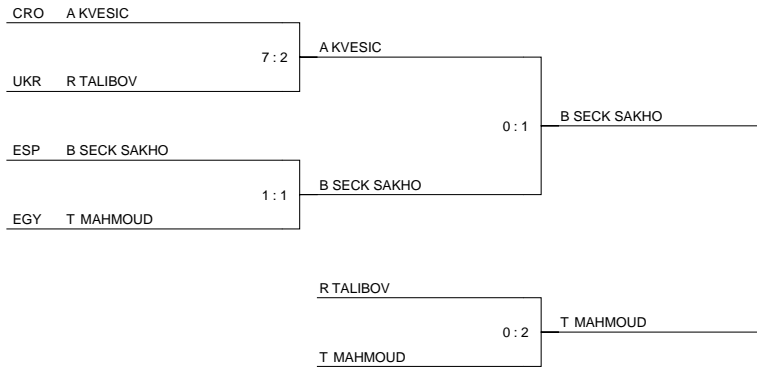 CRO A KVESIC
7 : 2
A KVESIC
UKR R TALIBOV
0 : 1
B SECK SAKHO
ESP B SECK SAKHO
1 : 1
B SECK SAKHO
EGY T MAHMOUD
R TALIBOV
0 : 2
T MAHMOUD
T MAHMOUD